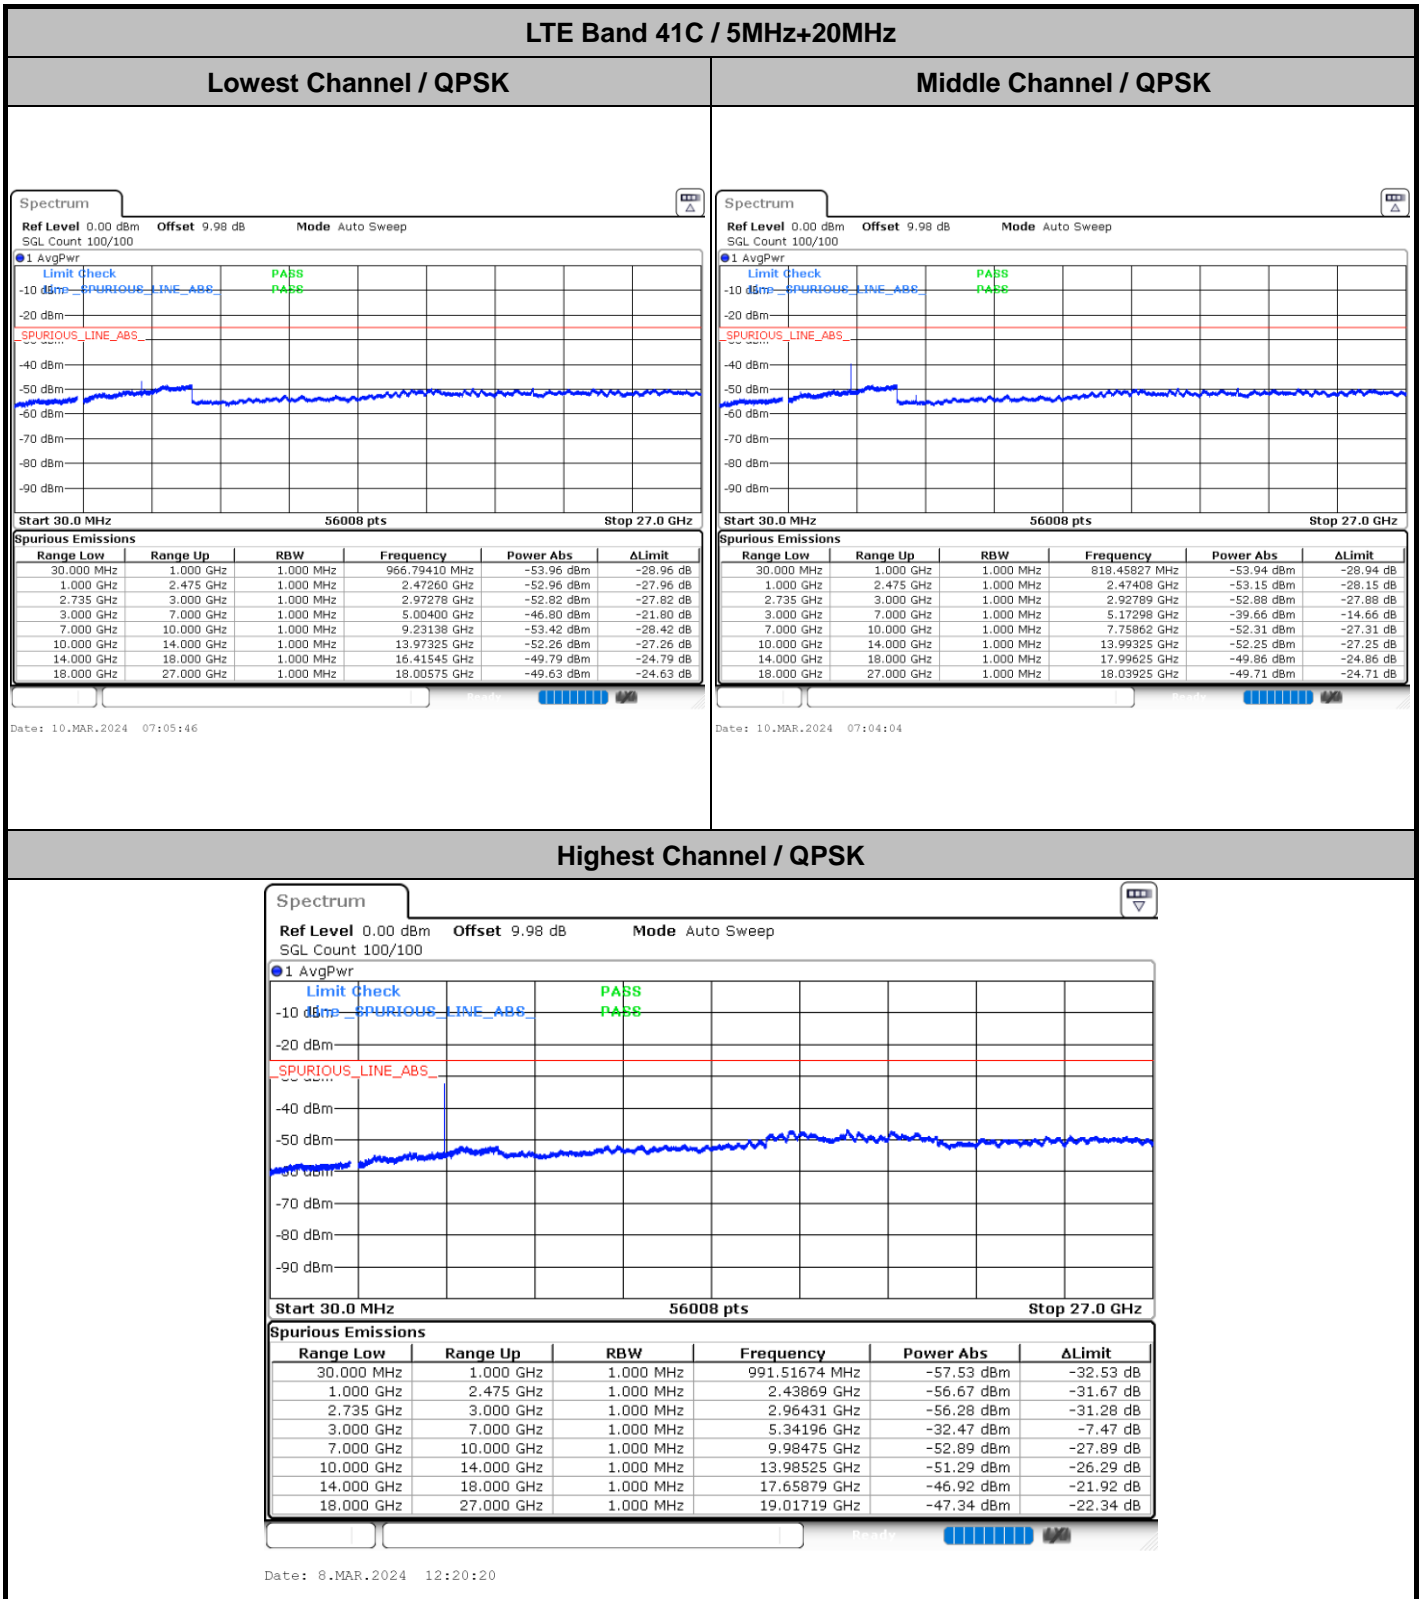 LTE Band 41C / 5MHz+20MHz
Lowest Channel / QPSK
Middle Channel / QPSK
Spectrum
Ref Level 0.00 dBm Offset 9.98 dB Mode Auto Sweep
SGL Count 100/100
1 AvgPwr
Limit Check PASS
-10 dBm Line _SPURIOUS_LINE_ABS_ PASS
-20 dBm
_SPURIOUS_LINE_ABS_
-40 dBm
-50 dBm
-60 dBm
-70 dBm
-80 dBm
-90 dBm
Start 30.0 MHz 56008 pts Stop 27.0 GHz
Spurious Emissions
Range Low Range Up RBW Frequency Power Abs ΔLimit
30.000 MHz 1.000 GHz 1.000 MHz 966.79410 MHz -53.96 dBm -28.96 dB
1.000 GHz 2.475 GHz 1.000 MHz 2.47260 GHz -52.96 dBm -27.96 dB
2.735 GHz 3.000 GHz 1.000 MHz 2.97278 GHz -52.82 dBm -27.82 dB
3.000 GHz 7.000 GHz 1.000 MHz 5.00400 GHz -46.80 dBm -21.80 dB
7.000 GHz 10.000 GHz 1.000 MHz 9.23138 GHz -53.42 dBm -28.42 dB
10.000 GHz 14.000 GHz 1.000 MHz 13.97325 GHz -52.26 dBm -27.26 dB
14.000 GHz 18.000 GHz 1.000 MHz 16.41545 GHz -49.79 dBm -24.79 dB
18.000 GHz 27.000 GHz 1.000 MHz 18.00575 GHz -49.63 dBm -24.63 dB
Ready
Date: 10.MAR.2024 07:05:46
Spectrum
Ref Level 0.00 dBm Offset 9.98 dB Mode Auto Sweep
SGL Count 100/100
1 AvgPwr
Limit Check PASS
-10 dBm Line _SPURIOUS_LINE_ABS_ PASS
-20 dBm
_SPURIOUS_LINE_ABS_
-40 dBm
-50 dBm
-60 dBm
-70 dBm
-80 dBm
-90 dBm
Start 30.0 MHz 56008 pts Stop 27.0 GHz
Spurious Emissions
Range Low Range Up RBW Frequency Power Abs ΔLimit
30.000 MHz 1.000 GHz 1.000 MHz 818.45827 MHz -53.94 dBm -28.94 dB
1.000 GHz 2.475 GHz 1.000 MHz 2.47408 GHz -53.15 dBm -28.15 dB
2.735 GHz 3.000 GHz 1.000 MHz 2.92789 GHz -52.88 dBm -27.88 dB
3.000 GHz 7.000 GHz 1.000 MHz 5.17298 GHz -39.66 dBm -14.66 dB
7.000 GHz 10.000 GHz 1.000 MHz 7.75862 GHz -52.31 dBm -27.31 dB
10.000 GHz 14.000 GHz 1.000 MHz 13.99325 GHz -52.25 dBm -27.25 dB
14.000 GHz 18.000 GHz 1.000 MHz 17.99625 GHz -49.86 dBm -24.86 dB
18.000 GHz 27.000 GHz 1.000 MHz 18.03925 GHz -49.71 dBm -24.71 dB
Ready
Date: 10.MAR.2024 07:04:04
Highest Channel / QPSK
Spectrum
Ref Level 0.00 dBm Offset 9.98 dB Mode Auto Sweep
SGL Count 100/100
1 AvgPwr
Limit Check PASS
-10 dBm Line _SPURIOUS_LINE_ABS_ PASS
-20 dBm
_SPURIOUS_LINE_ABS_
-40 dBm
-50 dBm
-60 dBm
-70 dBm
-80 dBm
-90 dBm
Start 30.0 MHz 56008 pts Stop 27.0 GHz
Spurious Emissions
Range Low Range Up RBW Frequency Power Abs ΔLimit
30.000 MHz 1.000 GHz 1.000 MHz 991.51674 MHz -57.53 dBm -32.53 dB
1.000 GHz 2.475 GHz 1.000 MHz 2.43869 GHz -56.67 dBm -31.67 dB
2.735 GHz 3.000 GHz 1.000 MHz 2.96431 GHz -56.28 dBm -31.28 dB
3.000 GHz 7.000 GHz 1.000 MHz 5.34196 GHz -32.47 dBm -7.47 dB
7.000 GHz 10.000 GHz 1.000 MHz 9.98475 GHz -52.89 dBm -27.89 dB
10.000 GHz 14.000 GHz 1.000 MHz 13.98525 GHz -51.29 dBm -26.29 dB
14.000 GHz 18.000 GHz 1.000 MHz 17.65879 GHz -46.92 dBm -21.92 dB
18.000 GHz 27.000 GHz 1.000 MHz 19.01719 GHz -47.34 dBm -22.34 dB
Ready
Date: 8.MAR.2024 12:20:20